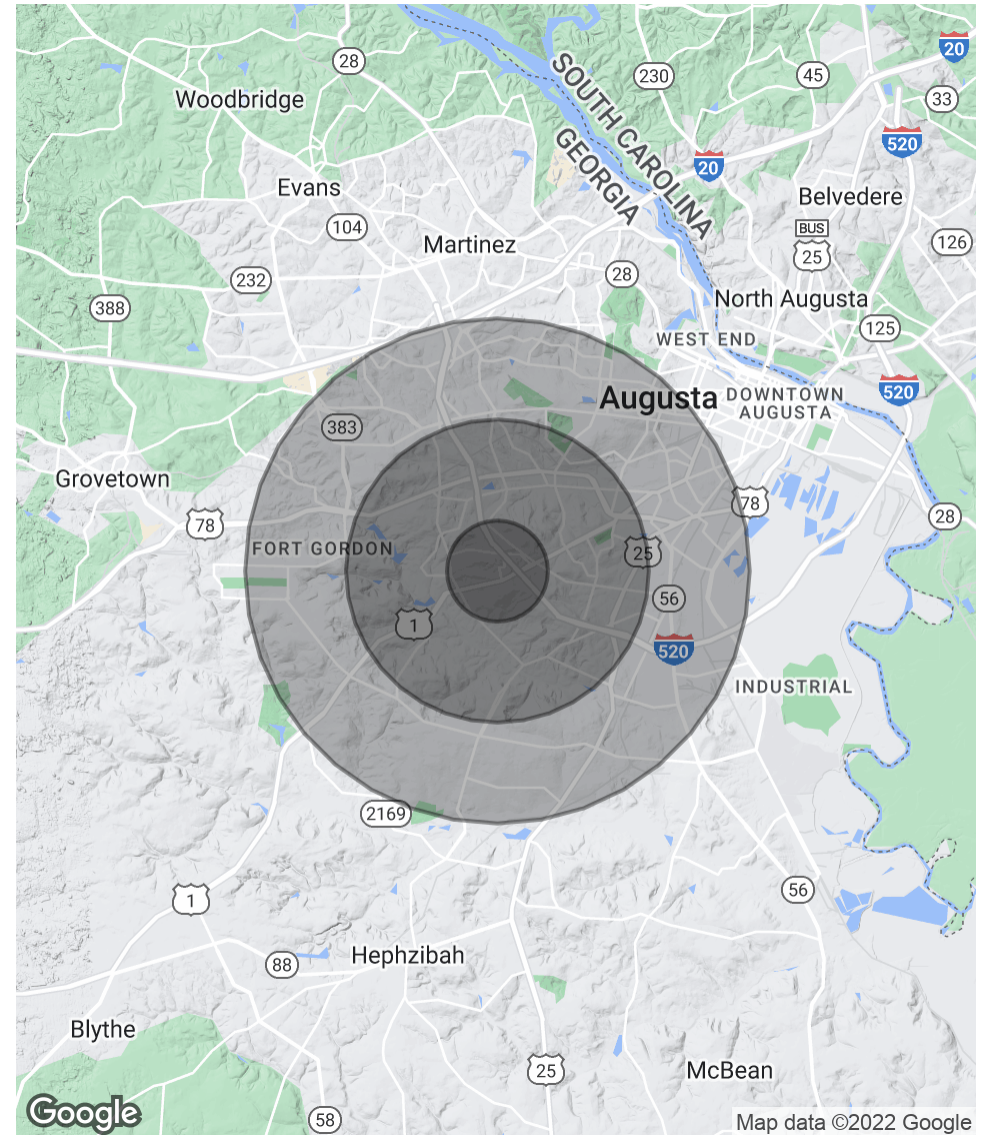 28
230
45
20
33
Woodbridge
SOUTH CAROLINA
GEORGIA
520
20
Evans
Belvedere
104
BUS
25
126
Martinez
232
28
388
North Augusta
125
WEST END
520
Augusta
DOWNTOWN
AUGUSTA
383
Grovetown
78
28
78
FORT GORDON
25
56
1
520
INDUSTRIAL
2169
56
1
Hephzibah
88
Blythe
25
McBean
Google
58
Map data ©2022 Google